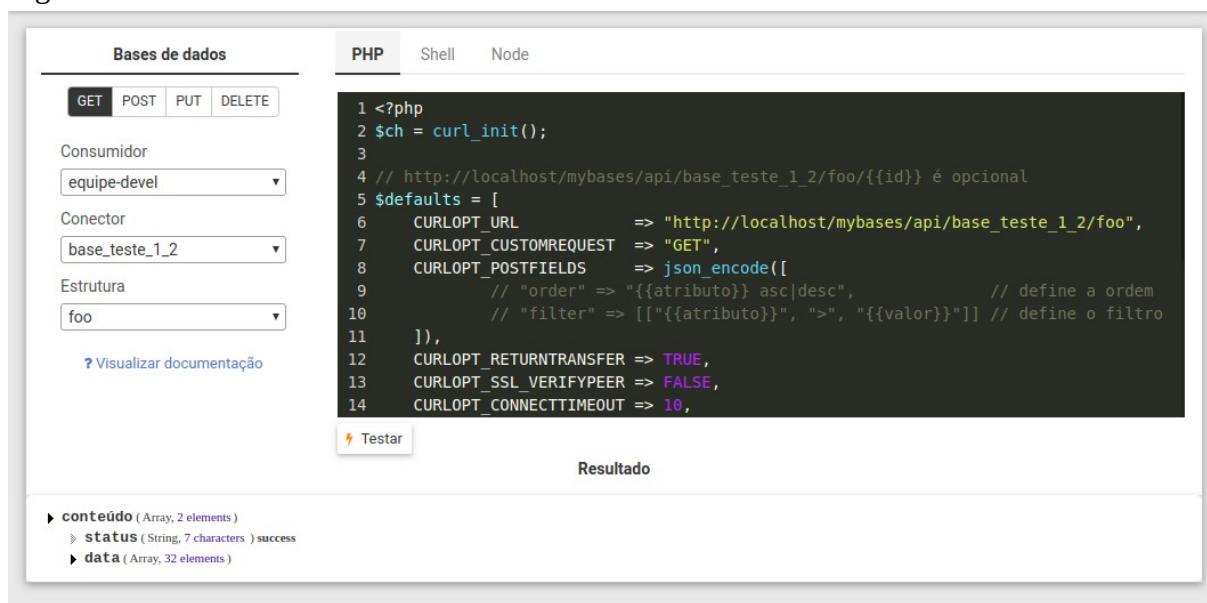 Bases de dados
GET POST PUT DELETE
Consumidor
equipe-devel
Conector
base_teste_1_2
Estrutura
foo
? Visualizar documentação
PHP Shell Node
1 <?php
2 $ch = curl_init();
3
4 // http://localhost/mybases/api/base_teste_1_2/foo/{{id}} é opcional
5 $defaults = [
6 CURLOPT_URL => "http://localhost/mybases/api/base_teste_1_2/foo",
7 CURLOPT_CUSTOMREQUEST => "GET",
8 CURLOPT_POSTFIELDS => json_encode([
9 // "order" => "{{atributo}} asc|desc", // define a ordem
10 // "filter" => [["{{atributo}}", ">", "{{valor}}"]] // define o filtro
11 ]),
12 CURLOPT_RETURNTRANSFER => TRUE,
13 CURLOPT_SSL_VERIFYPEER => FALSE,
14 CURLOPT_CONNECTTIMEOUT => 10,
Testar
Resultado
conteúdo ( Array, 2 elements )
status ( String, 7 characters ) success
data ( Array, 32 elements )